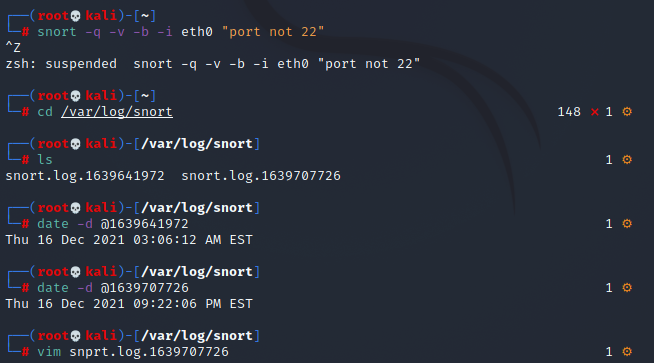 ┌──(root💀kali)-[~]
└─# snort -q -v -b -i eth0 "port not 22"
^Z
zsh: suspended  snort -q -v -b -i eth0 "port not 22"
┌──(root💀kali)-[~]
└─# cd /var/log/snort 148 ⨯ 1 ⚙
┌──(root💀kali)-[/var/log/snort]
└─# ls 1 ⚙
snort.log.1639641972  snort.log.1639707726
┌──(root💀kali)-[/var/log/snort]
└─# date -d @1639641972 1 ⚙
Thu 16 Dec 2021 03:06:12 AM EST
┌──(root💀kali)-[/var/log/snort]
└─# date -d @1639707726 1 ⚙
Thu 16 Dec 2021 09:22:06 PM EST
┌──(root💀kali)-[/var/log/snort]
└─# vim snprt.log.1639707726 1 ⚙